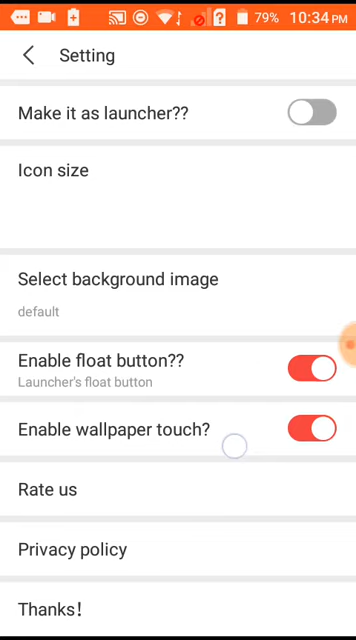 79% 10:34 PM
Setting
Make it as launcher??
Icon size
Select background image
default
Enable float button??
Launcher's float button
Enable wallpaper touch?
Rate us
Privacy policy
Thanks!